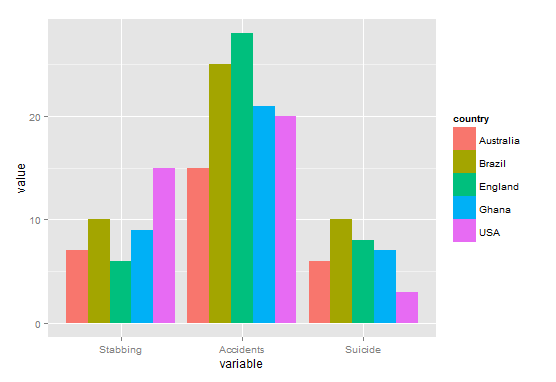 value
20
10
0
Stabbing
Accidents
Suicide
variable
country
Australia
Brazil
England
Ghana
USA